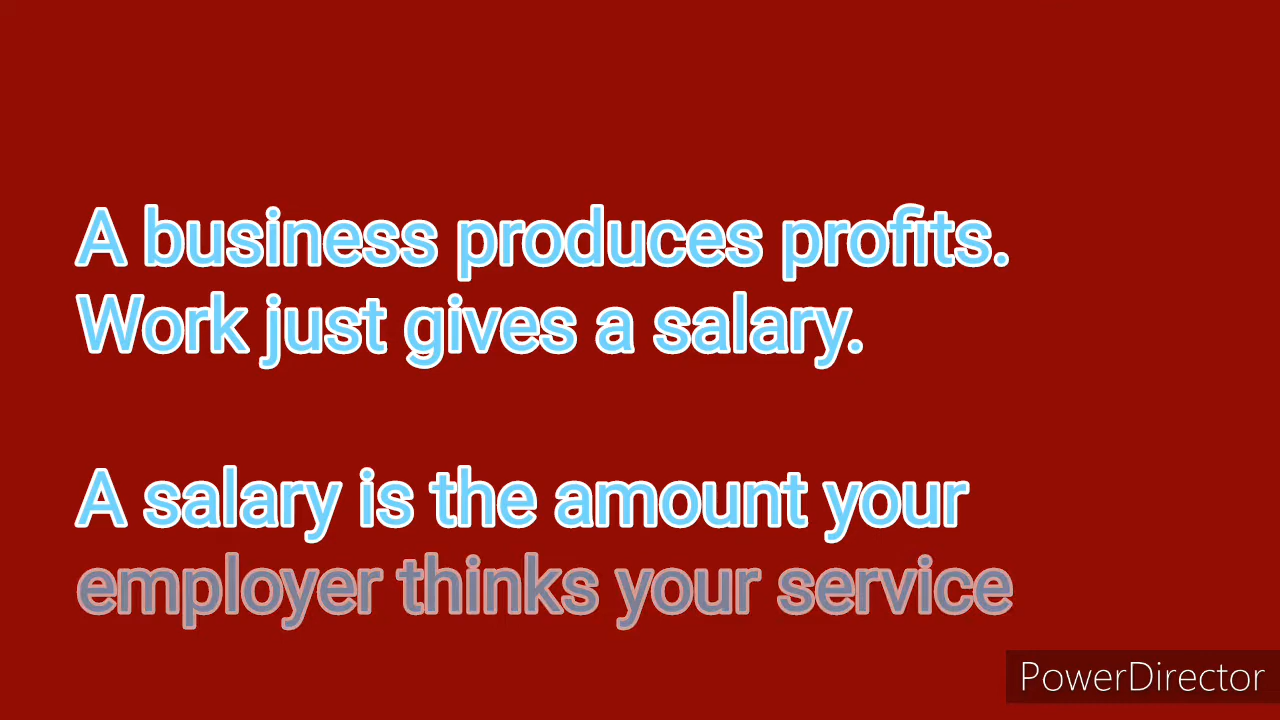 A business produces profits.
Work just gives a salary.
A salary is the amount your
employer thinks your service
PowerDirector